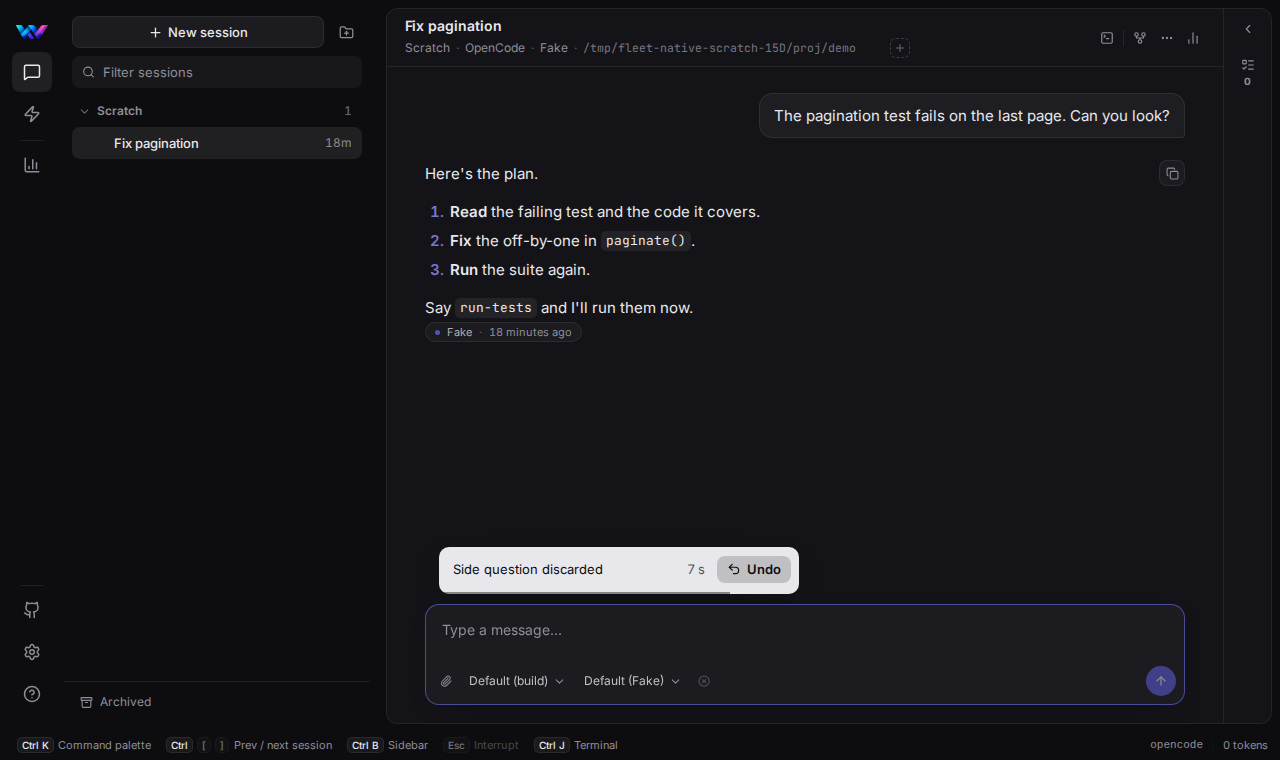 New session
Filter sessions
Scratch 1
Fix pagination 18m
Archived
Fix pagination
Scratch · OpenCode · Fake · /tmp/fleet-native-scratch-15D/proj/demo
0
The pagination test fails on the last page. Can you look?
Here's the plan.
1. Read the failing test and the code it covers.
2. Fix the off-by-one in paginate().
3. Run the suite again.
Say run-tests and I'll run them now.
Fake · 18 minutes ago
Side question discarded 7 s Undo
Type a message...
Default (build) Default (Fake)
Ctrl K Command palette Ctrl [ ] Prev / next session Ctrl B Sidebar Esc Interrupt Ctrl J Terminal opencode 0 tokens